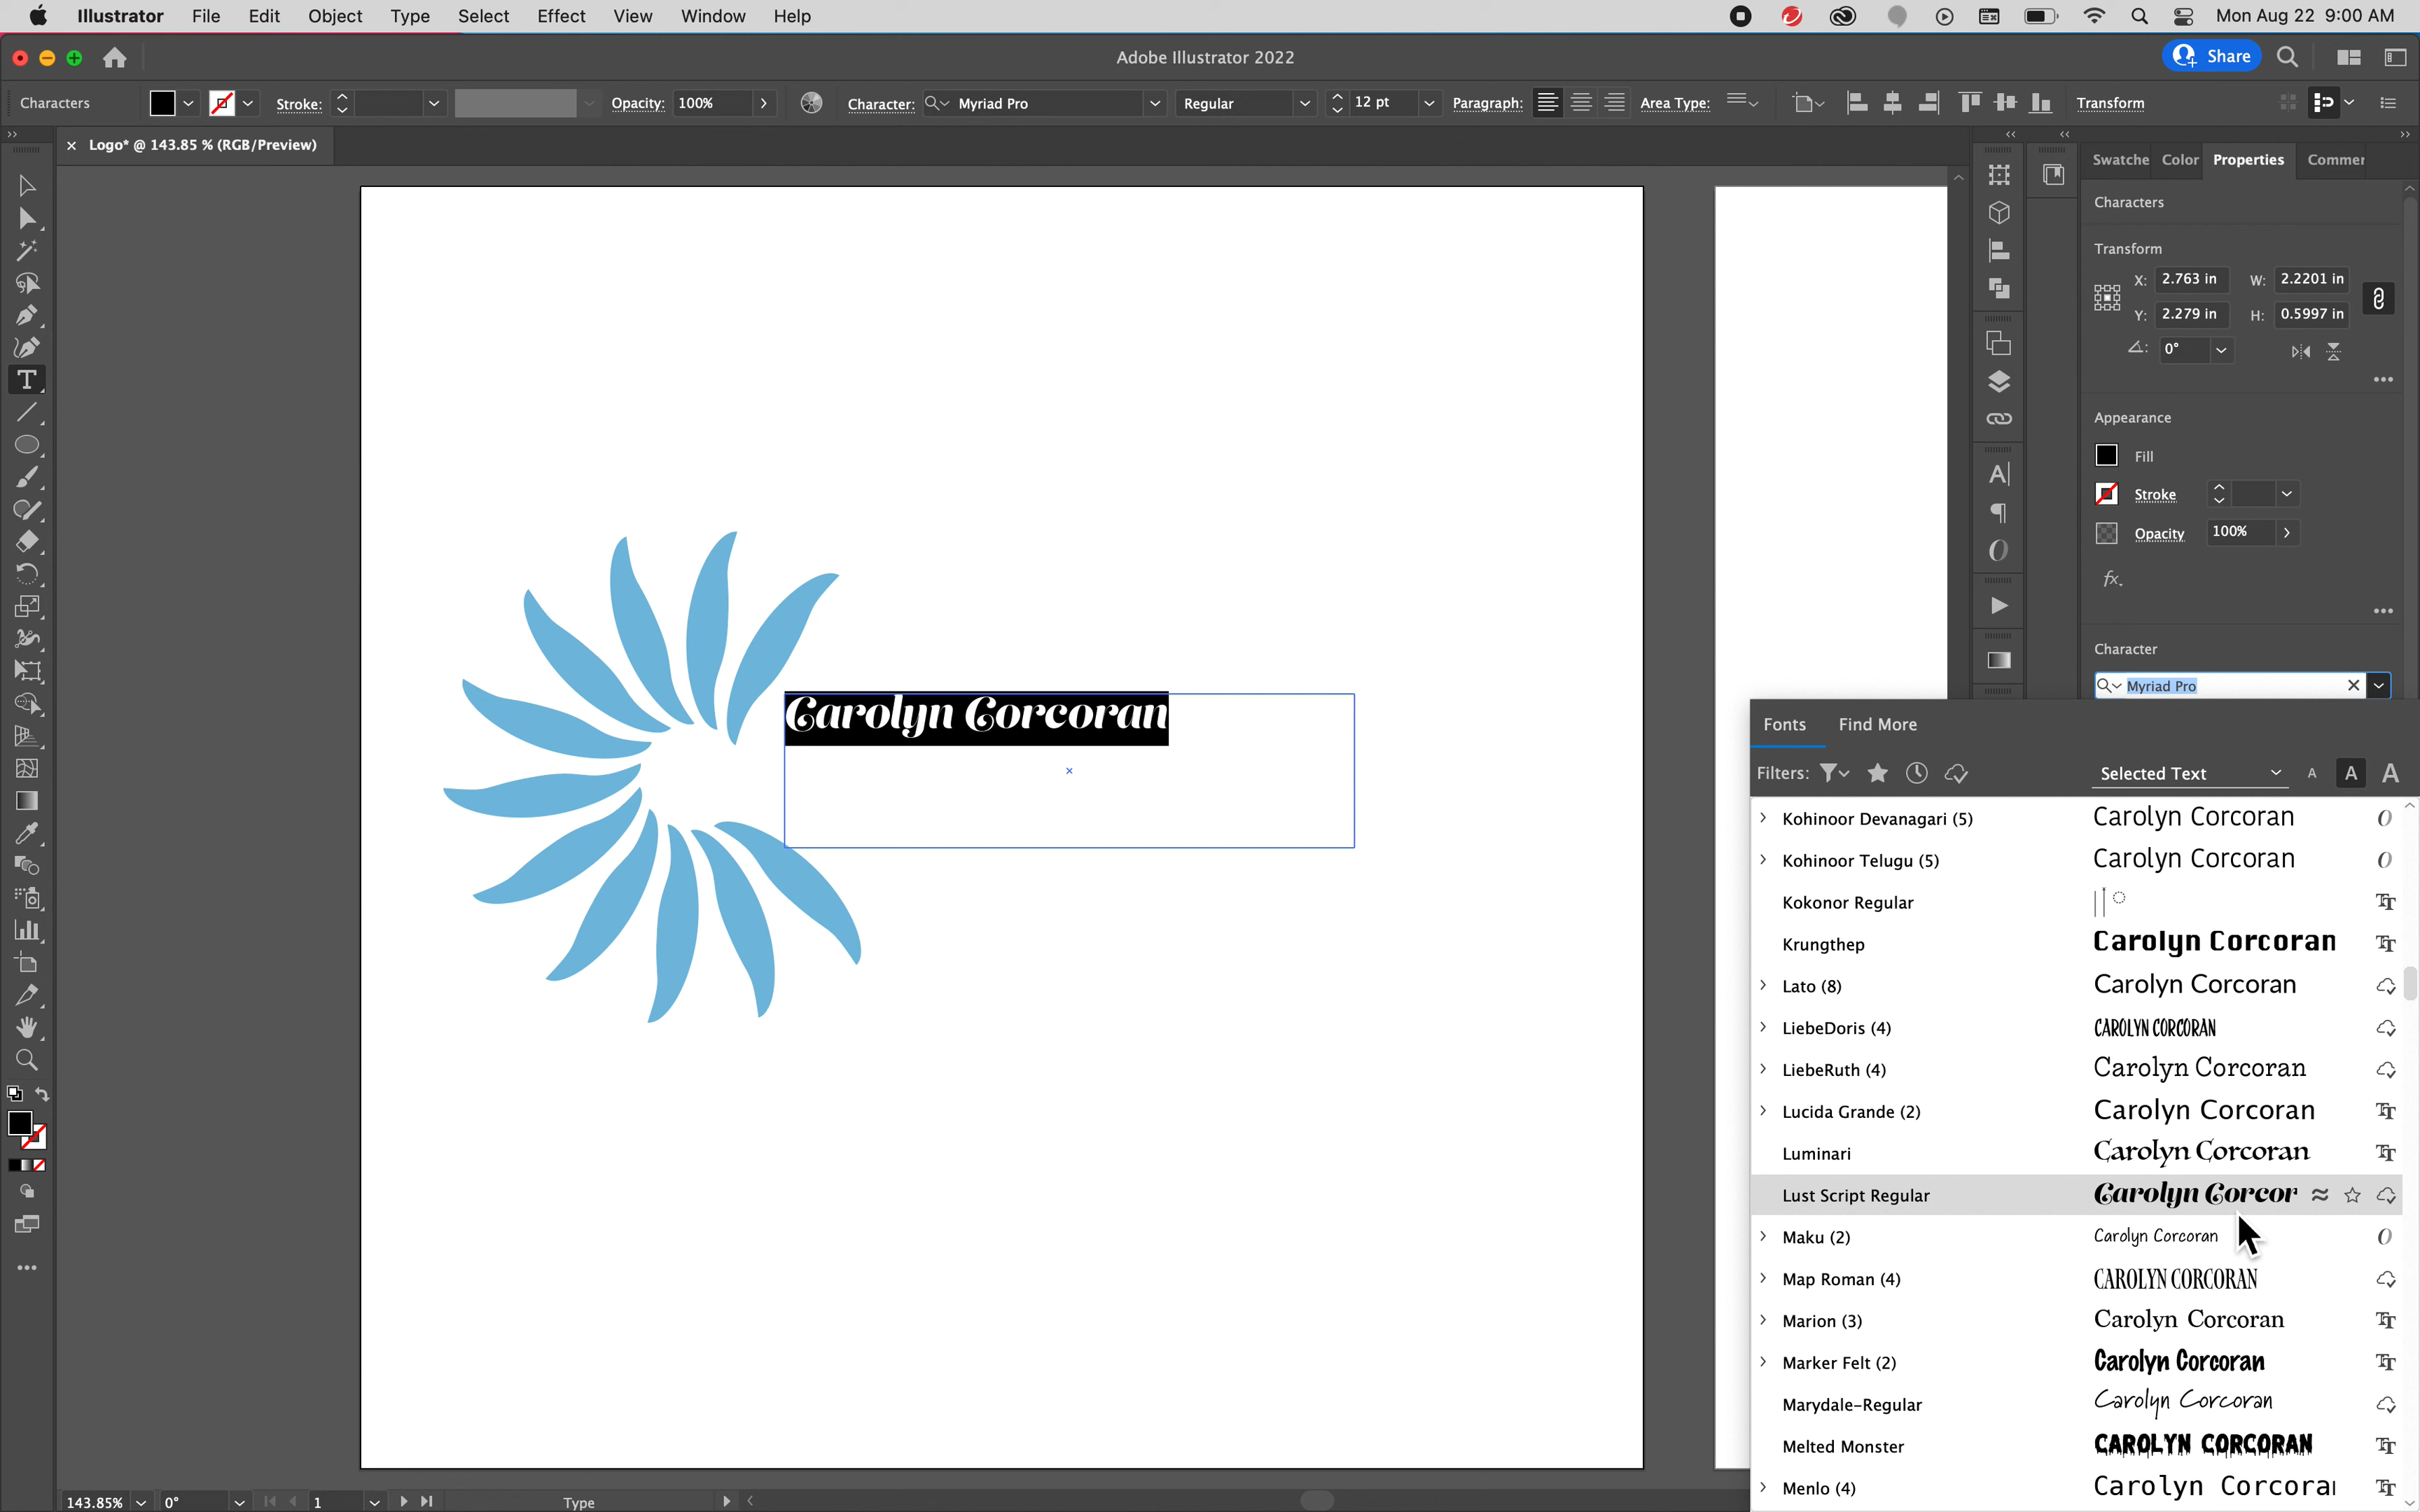 Illustrator File Edit Object Type Select Effect View Window Help Mon Aug 22 9:00 AM
Adobe Illustrator 2022
Share
Characters Stroke: Opacity: 100% Character: Myriad Pro Regular 12 pt Paragraph: Area Type: Transform
× Logo* @ 143.85 % (RGB/Preview)
Swatche Color Properties Commer
Characters
Transform
X: 2.763 in W: 2.2201 in
Y: 2.279 in H: 0.5997 in
0°
Appearance
Fill
Stroke
Opacity 100%
fx.
Character
Myriad Pro
Carolyn Corcoran
Fonts Find More
Filters: Selected Text A A A
Kohinoor Devanagari (5) Carolyn Corcoran
Kohinoor Telugu (5) Carolyn Corcoran
Kokonor Regular
Krungthep Carolyn Corcoran
Lato (8) Carolyn Corcoran
LiebeDoris (4) CAROLYN CORCORAN
LiebeRuth (4) Carolyn Corcoran
Lucida Grande (2) Carolyn Corcoran
Luminari Carolyn Corcoran
Lust Script Regular Carolyn Corcor
Maku (2) Carolyn Corcoran
Map Roman (4) CAROLYN CORCORAN
Marion (3) Carolyn Corcoran
Marker Felt (2) Carolyn Corcoran
Marydale-Regular Carolyn Corcoran
Melted Monster CAROLYN CORCORAN
Menlo (4) Carolyn Corcora
143.85% 0° 1 Type